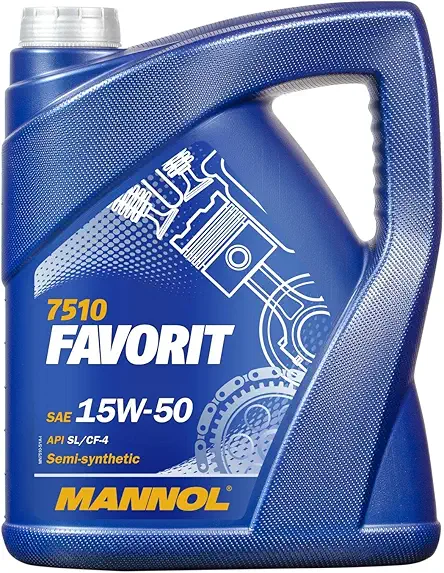 7510
FAVORIT
SAE 15W-50
API SL/CF-4
Semi-synthetic
MANNOL